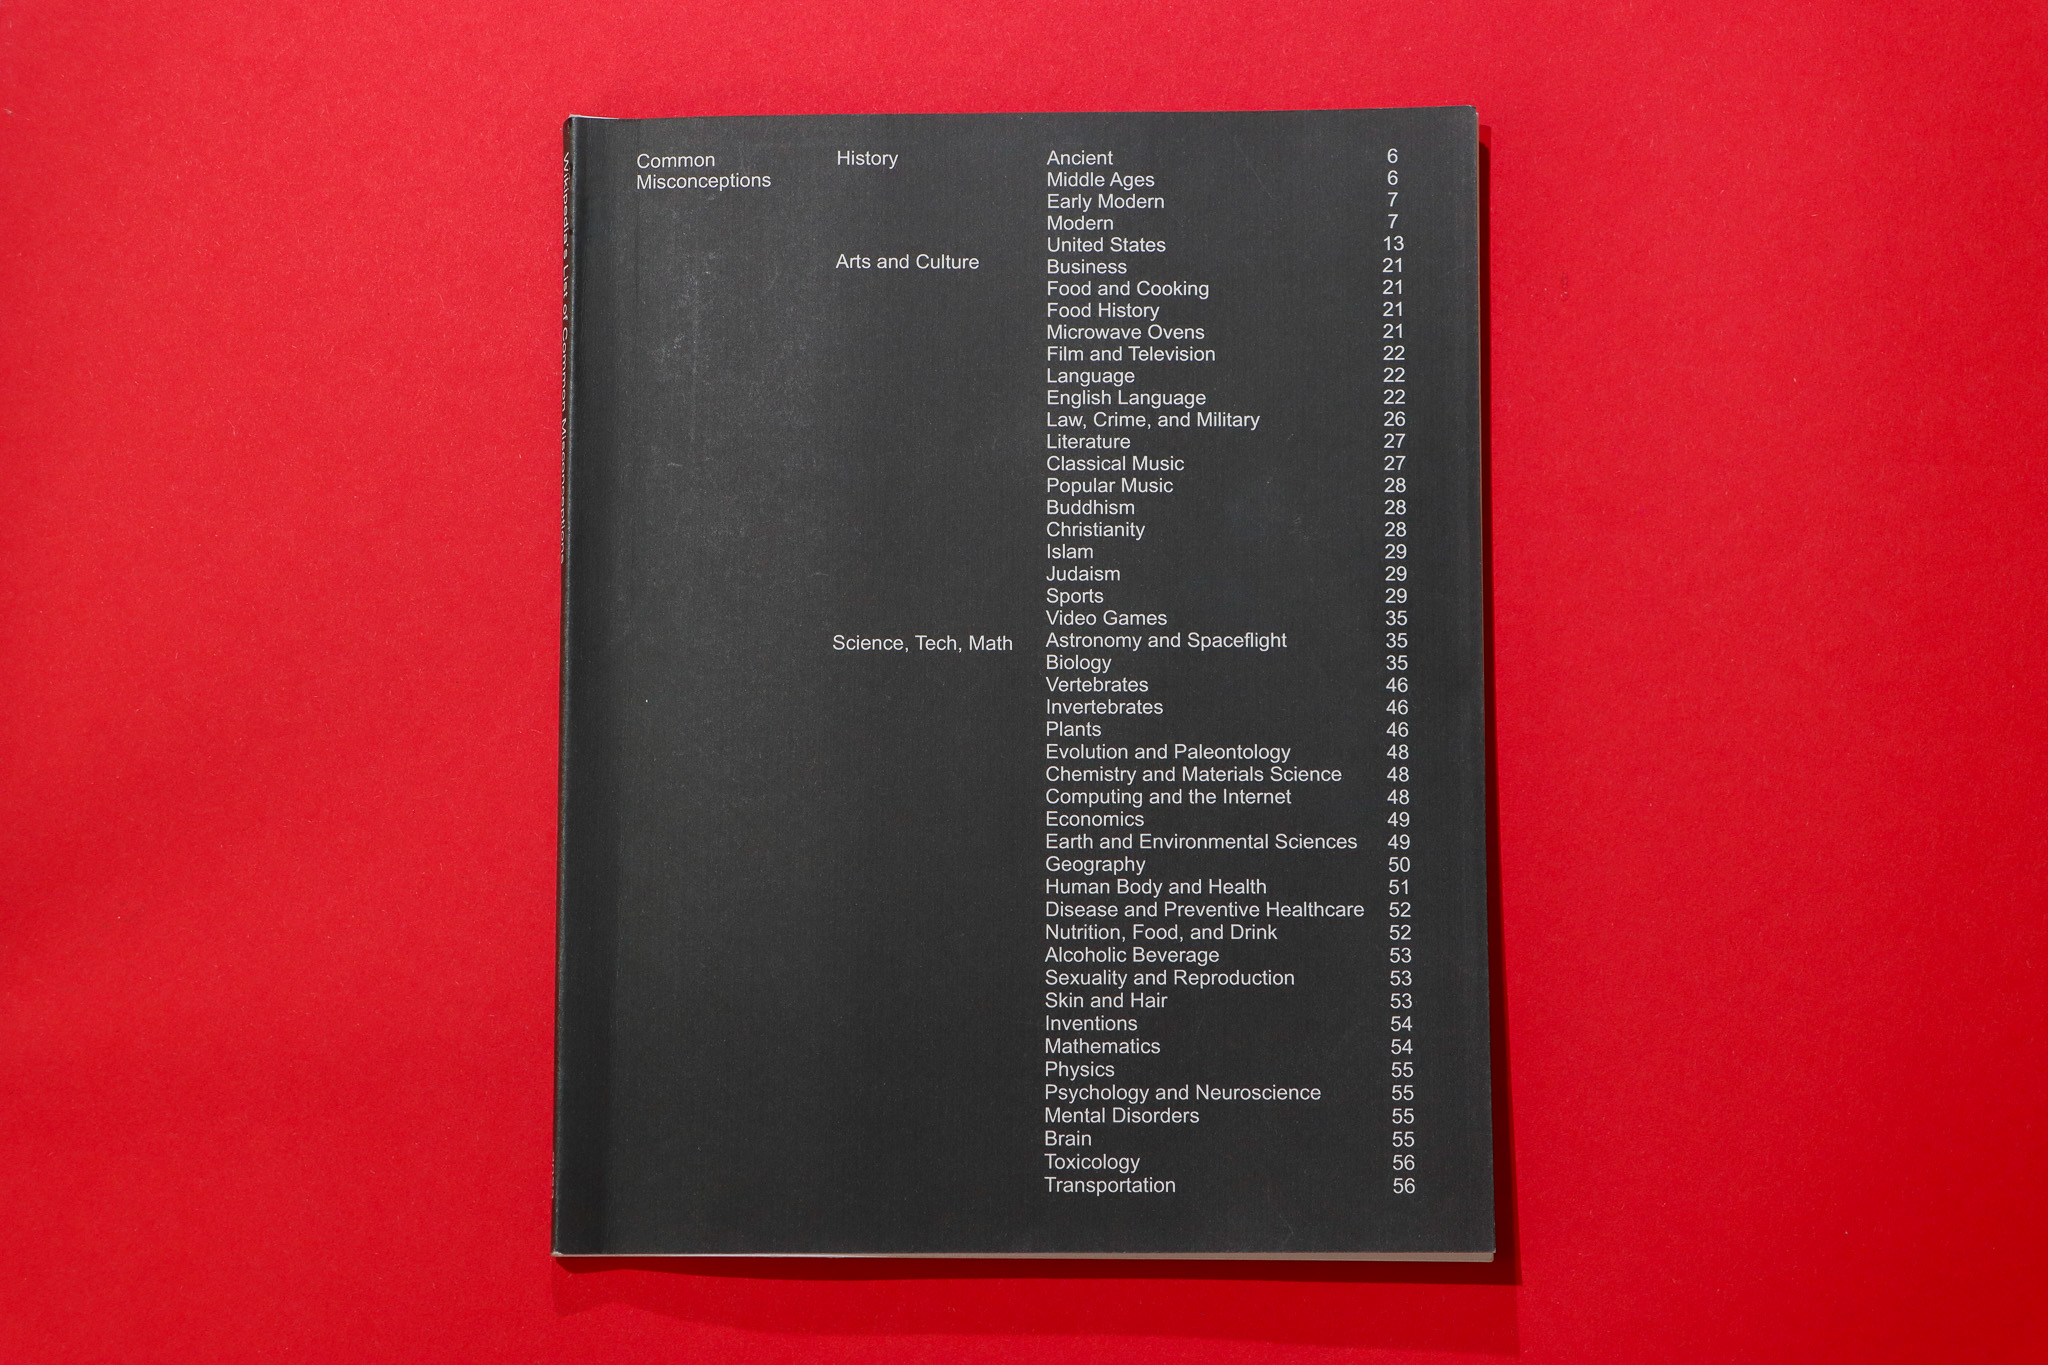 Common
Misconceptions
History
Ancient 6
Middle Ages 6
Early Modern 7
Modern 7
United States 13
Arts and Culture
Business 21
Food and Cooking 21
Food History 21
Microwave Ovens 21
Film and Television 22
Language 22
English Language 22
Law, Crime, and Military 26
Literature 27
Classical Music 27
Popular Music 28
Buddhism 28
Christianity 28
Islam 29
Judaism 29
Sports 29
Video Games 35
Science, Tech, Math
Astronomy and Spaceflight 35
Biology 35
Vertebrates 46
Invertebrates 46
Plants 46
Evolution and Paleontology 48
Chemistry and Materials Science 48
Computing and the Internet 48
Economics 49
Earth and Environmental Sciences 49
Geography 50
Human Body and Health 51
Disease and Preventive Healthcare 52
Nutrition, Food, and Drink 52
Alcoholic Beverage 53
Sexuality and Reproduction 53
Skin and Hair 53
Inventions 54
Mathematics 54
Physics 55
Psychology and Neuroscience 55
Mental Disorders 55
Brain 55
Toxicology 56
Transportation 56
Wikipedia's List of Common Misconceptions